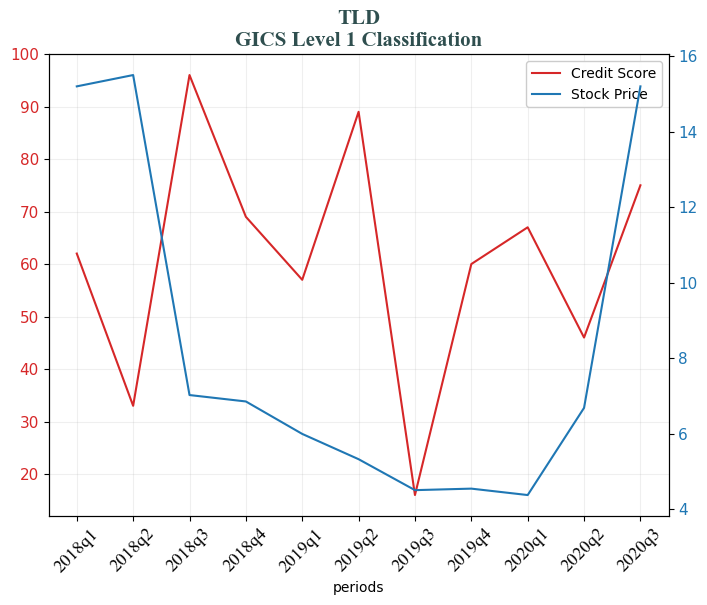 TLD
GICS Level 1 Classification
100
90
80
70
60
50
40
30
20
16
14
12
10
8
6
4
Credit Score
Stock Price
2018q1
2018q2
2018q3
2018q4
2019q1
2019q2
2019q3
2019q4
2020q1
2020q2
2020q3
periods